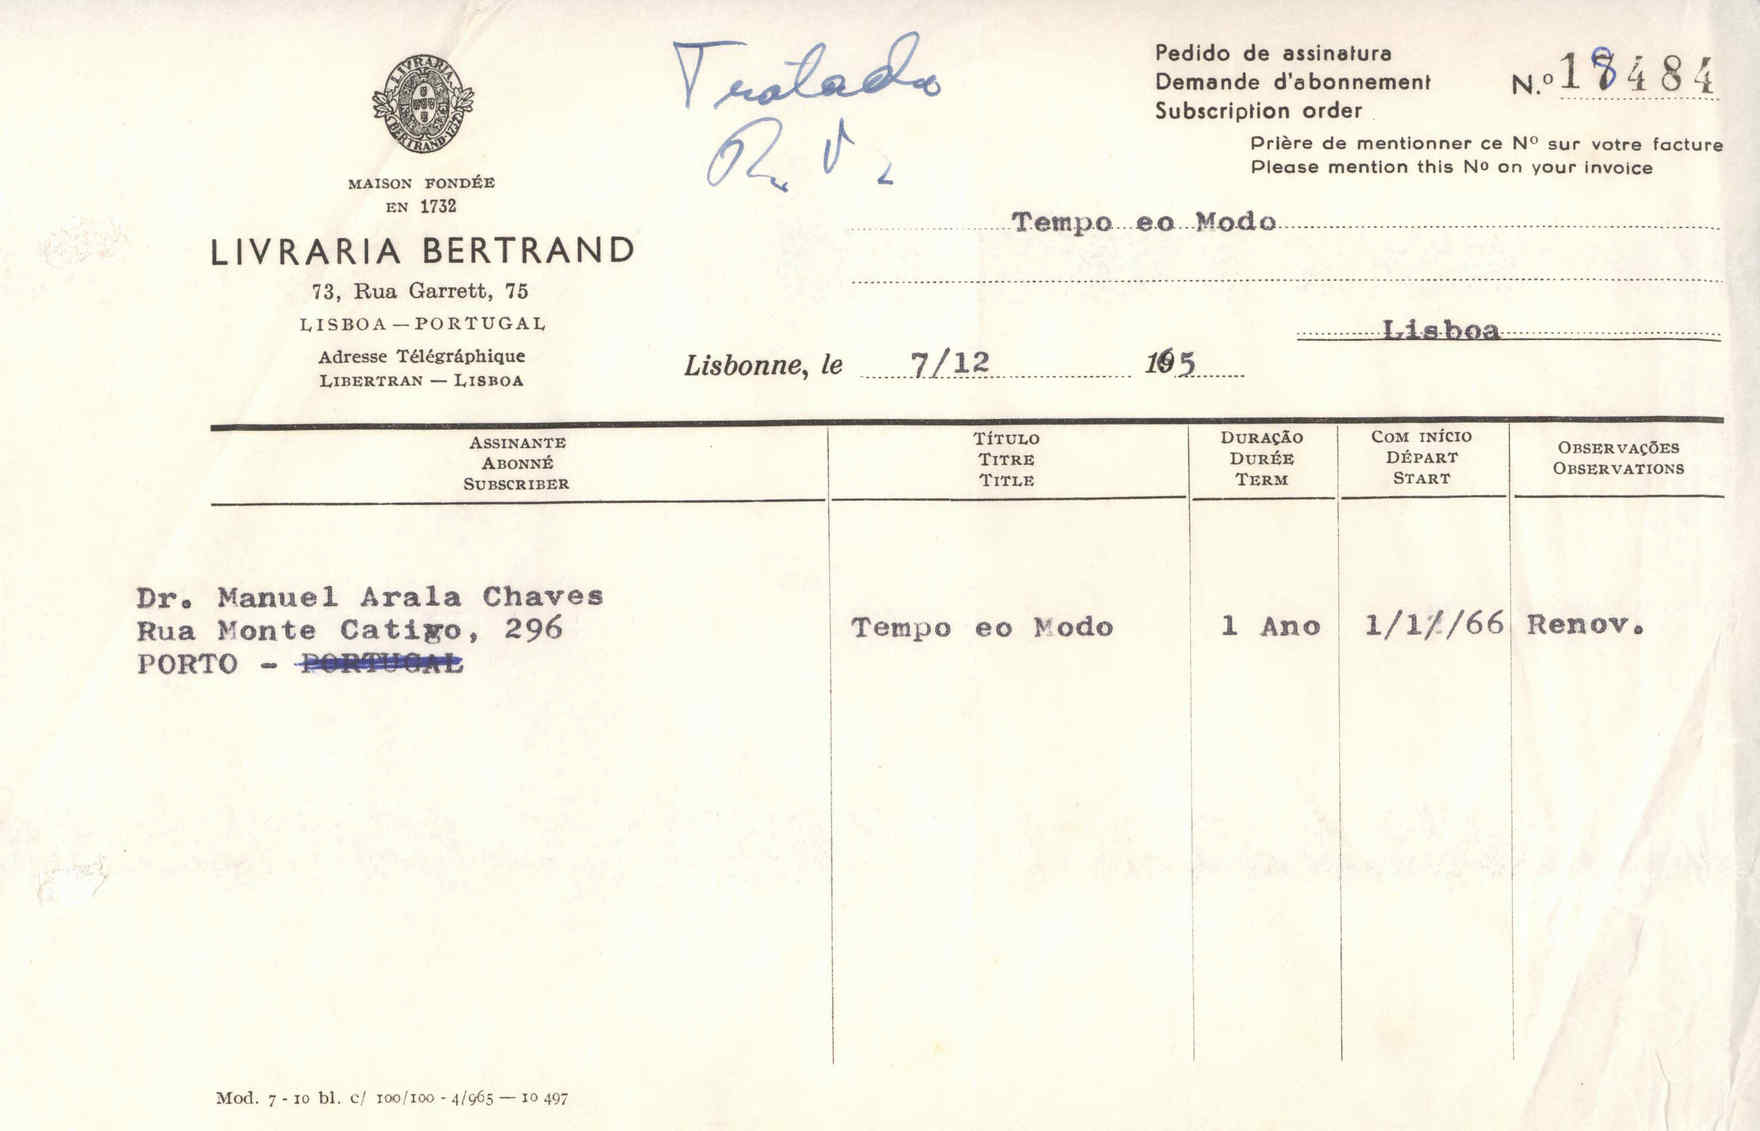 LIVRARIA
BERTRAND 1732
MAISON FONDÉE
EN 1732
LIVRARIA BERTRAND
73, Rua Garrett, 75
LISBOA — PORTUGAL
Adresse Télégráphique
LIBERTRAN — LISBOA
Tratado
R. V.
Pedido de assinatura
Demande d'abonnement
Subscription order
N.º 18484
Prière de mentionner ce Nº sur votre facture
Please mention this Nº on your invoice
Tempo eo Modo
Lisboa
Lisbonne, le 7/12 1965
ASSINANTE
ABONNÉ
SUBSCRIBER
TÍTULO
TITRE
TITLE
DURAÇÃO
DURÉE
TERM
COM INÍCIO
DÉPART
START
OBSERVAÇÕES
OBSERVATIONS
Dr. Manuel Arala Chaves
Rua Monte Cativo, 296
PORTO - PORTUGAL
Tempo eo Modo
1 Ano
1/1//66
Renov.
Mod. 7 - 10 bl. c/ 100/100 - 4/965 — 10 497